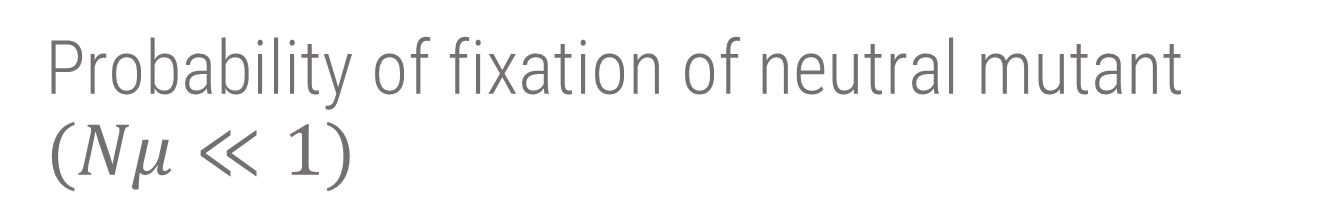 Probability of fixation of neutral mutant
(𝑁𝜇 ≪ 1)